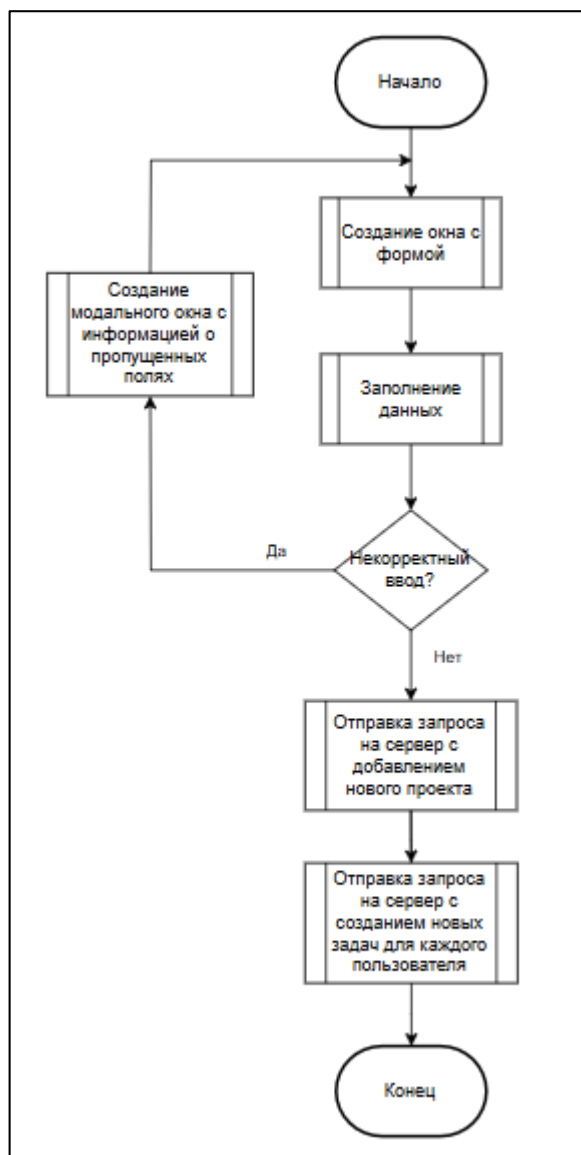 Начало
Создание окна с
формой
Создание
модального окна с
информацией о
пропущенных
полях
Заполнение
данных
Некорректный
ввод?
Да
Нет
Отправка запроса
на сервер с
добавлением
нового проекта
Отправка запроса
на сервер с
созданием новых
задач для каждого
пользователя
Конец